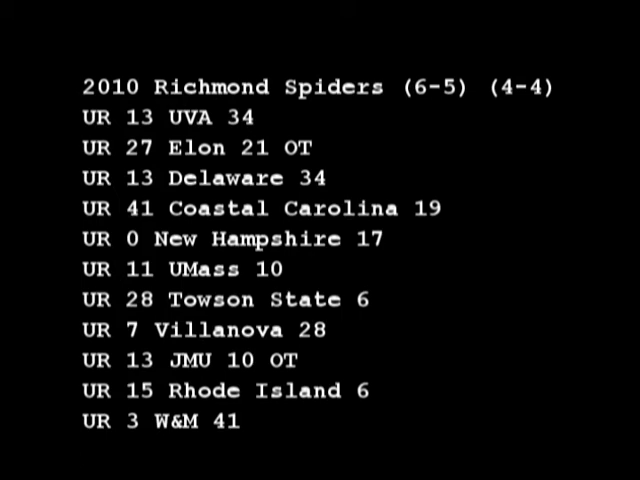 2010 Richmond Spiders (6-5) (4-4)
UR 13 UVA 34
UR 27 Elon 21 OT
UR 13 Delaware 34
UR 41 Coastal Carolina 19
UR 0 New Hampshire 17
UR 11 UMass 10
UR 28 Towson State 6
UR 7 Villanova 28
UR 13 JMU 10 OT
UR 15 Rhode Island 6
UR 3 W&M 41